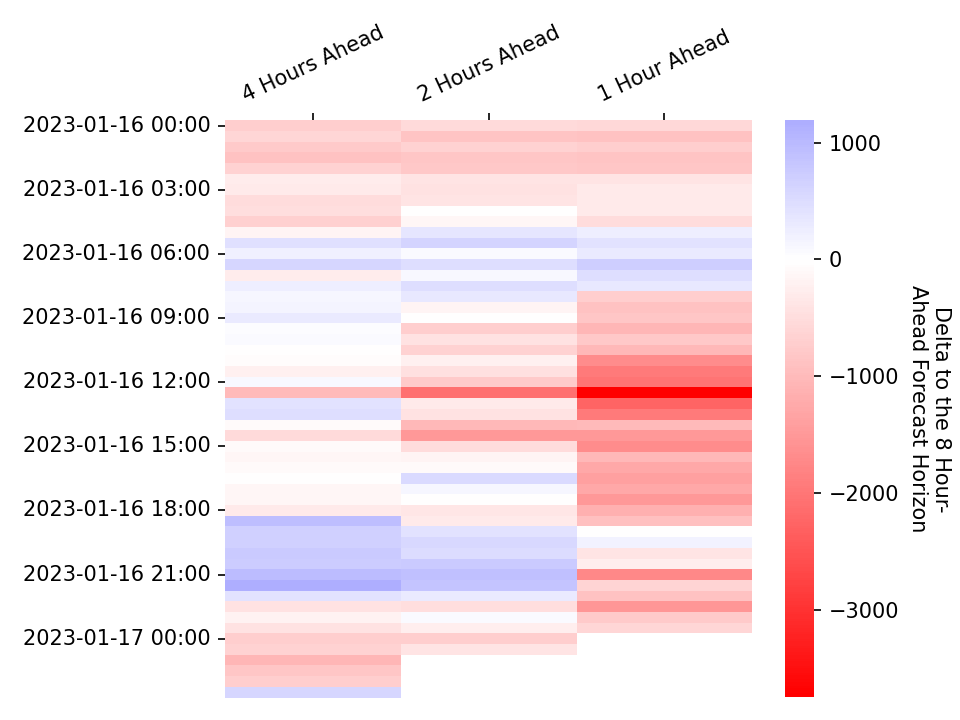 4 Hours Ahead
2 Hours Ahead
1 Hour Ahead
2023-01-16 00:00
2023-01-16 03:00
2023-01-16 06:00
2023-01-16 09:00
2023-01-16 12:00
2023-01-16 15:00
2023-01-16 18:00
2023-01-16 21:00
2023-01-17 00:00
1000
0
−1000
−2000
−3000
Delta to the 8 Hour-
Ahead Forecast Horizon